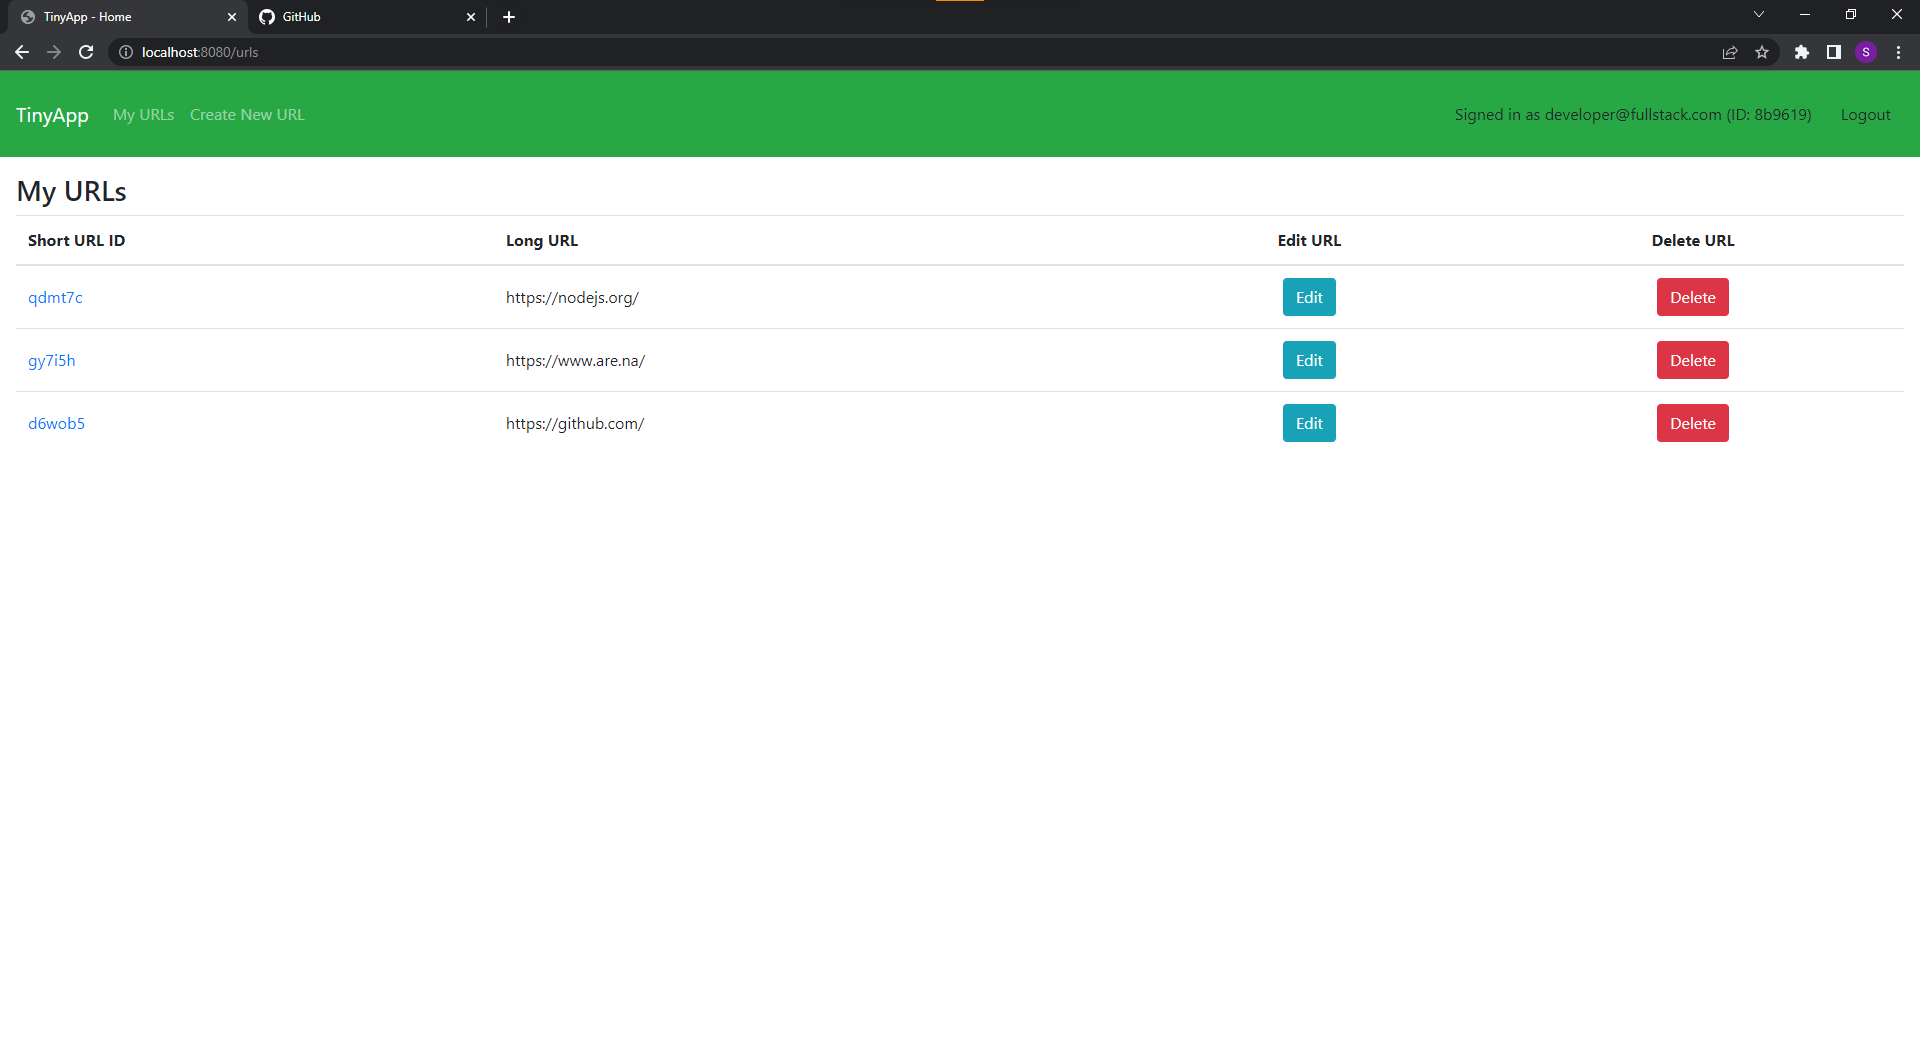 TinyApp - Home GitHub
localhost:8080/urls S
TinyApp My URLs Create New URL Signed in as developer@fullstack.com (ID: 8b9619) Logout
My URLs
Short URL ID Long URL Edit URL Delete URL
qdmt7c https://nodejs.org/ Edit Delete
gy7i5h https://www.are.na/ Edit Delete
d6wob5 https://github.com/ Edit Delete